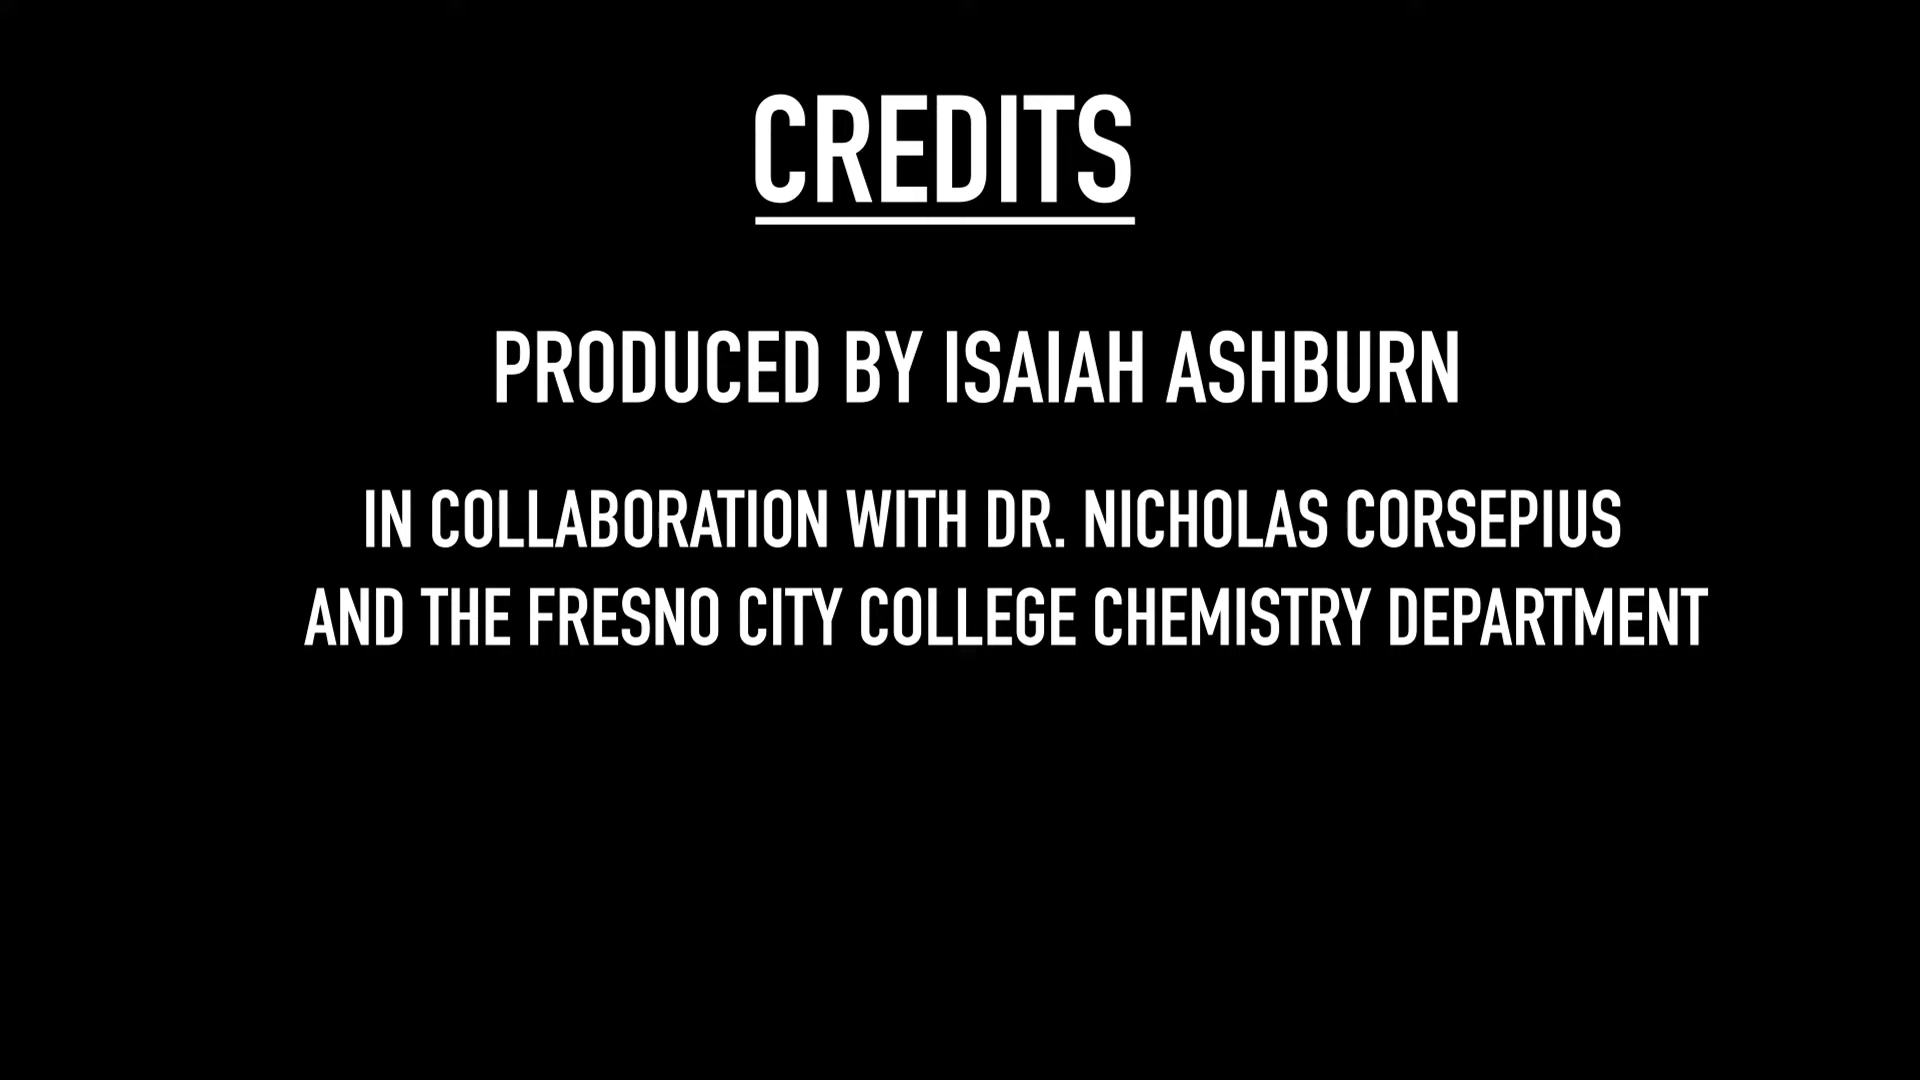 CREDITS
PRODUCED BY ISAIAH ASHBURN
IN COLLABORATION WITH DR. NICHOLAS CORSEPIUS
AND THE FRESNO CITY COLLEGE CHEMISTRY DEPARTMENT